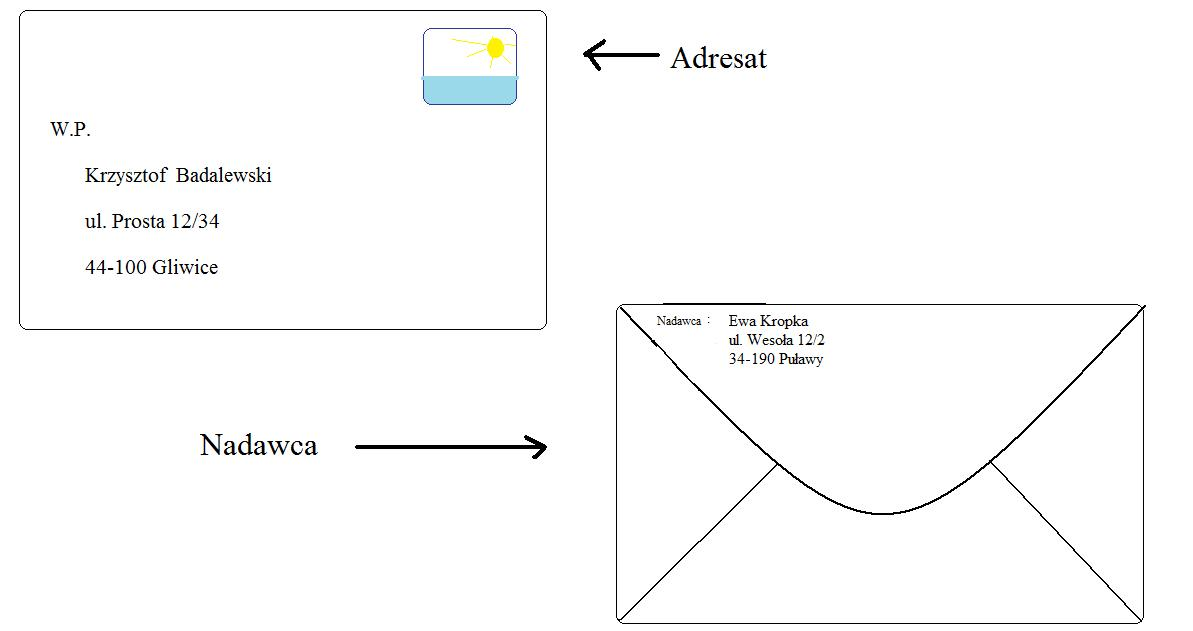 Adresat
W.P.
Krzysztof Badalewski
ul. Prosta 12/34
44-100 Gliwice
Nadawca : Ewa Kropka
ul. Wesoła 12/2
34-190 Puławy
Nadawca